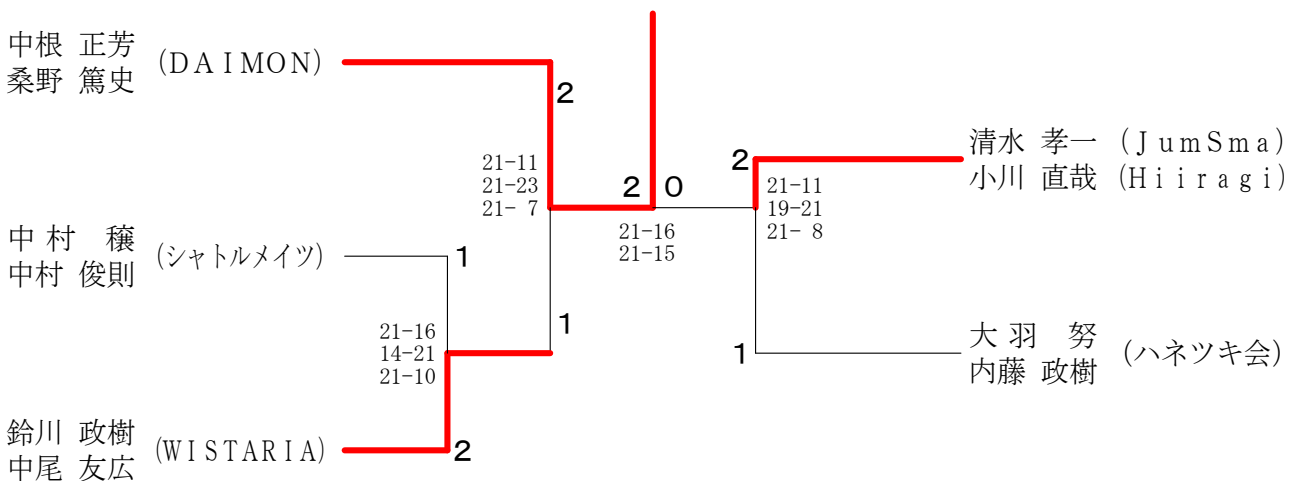 中根 正芳
桑野 篤史
(DAIMON)
2
21-11
21-23
21- 7
中村 穣
中村 俊則
(シャトルメイツ)
1
21-16
14-21
21-10
1
鈴川 政樹
中尾 友広
(WISTARIA)
2
2 0
21-16
21-15
2
21-11
19-21
21- 8
清水 孝一 (JumSma)
小川 直哉 (Hiiragi)
1
大羽 努
内藤 政樹
(ハネツキ会)